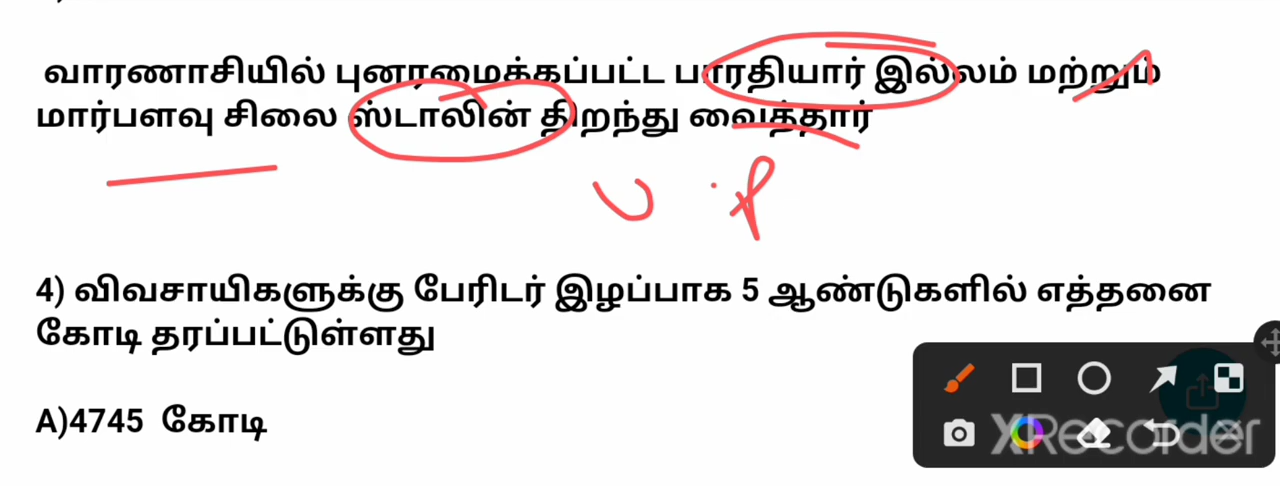 வாரணாசியில் புனரமைக்கப்பட்ட பாரதியார் இல்லம் மற்றும்
மார்பளவு சிலை ஸ்டாலின் திறந்து வைத்தார்
U.P
4) விவசாயிகளுக்கு பேரிடர் இழப்பாக 5 ஆண்டுகளில் எத்தனை
கோடி தரப்பட்டுள்ளது
A)4745 கோடி
XRecorder